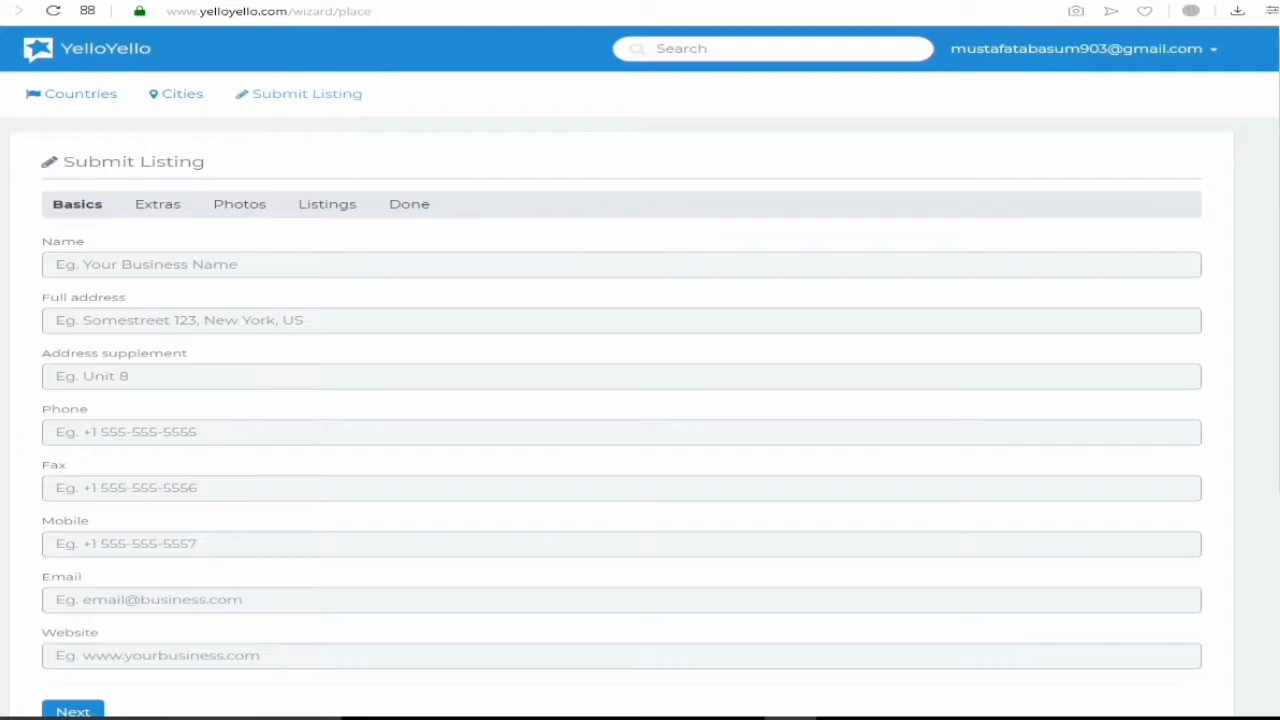 88 www.yelloyello.com/wizard/place
YelloYello Search mustafatabasum903@gmail.com
Countries Cities Submit Listing
Submit Listing
Basics Extras Photos Listings Done
Name
Eg. Your Business Name
Full address
Eg. Somestreet 123, New York, US
Address supplement
Eg. Unit 8
Phone
Eg. +1 555-555-5555
Fax
Eg. +1 555-555-5556
Mobile
Eg. +1 555-555-5557
Email
Eg. email@business.com
Website
Eg. www.yourbusiness.com
Next